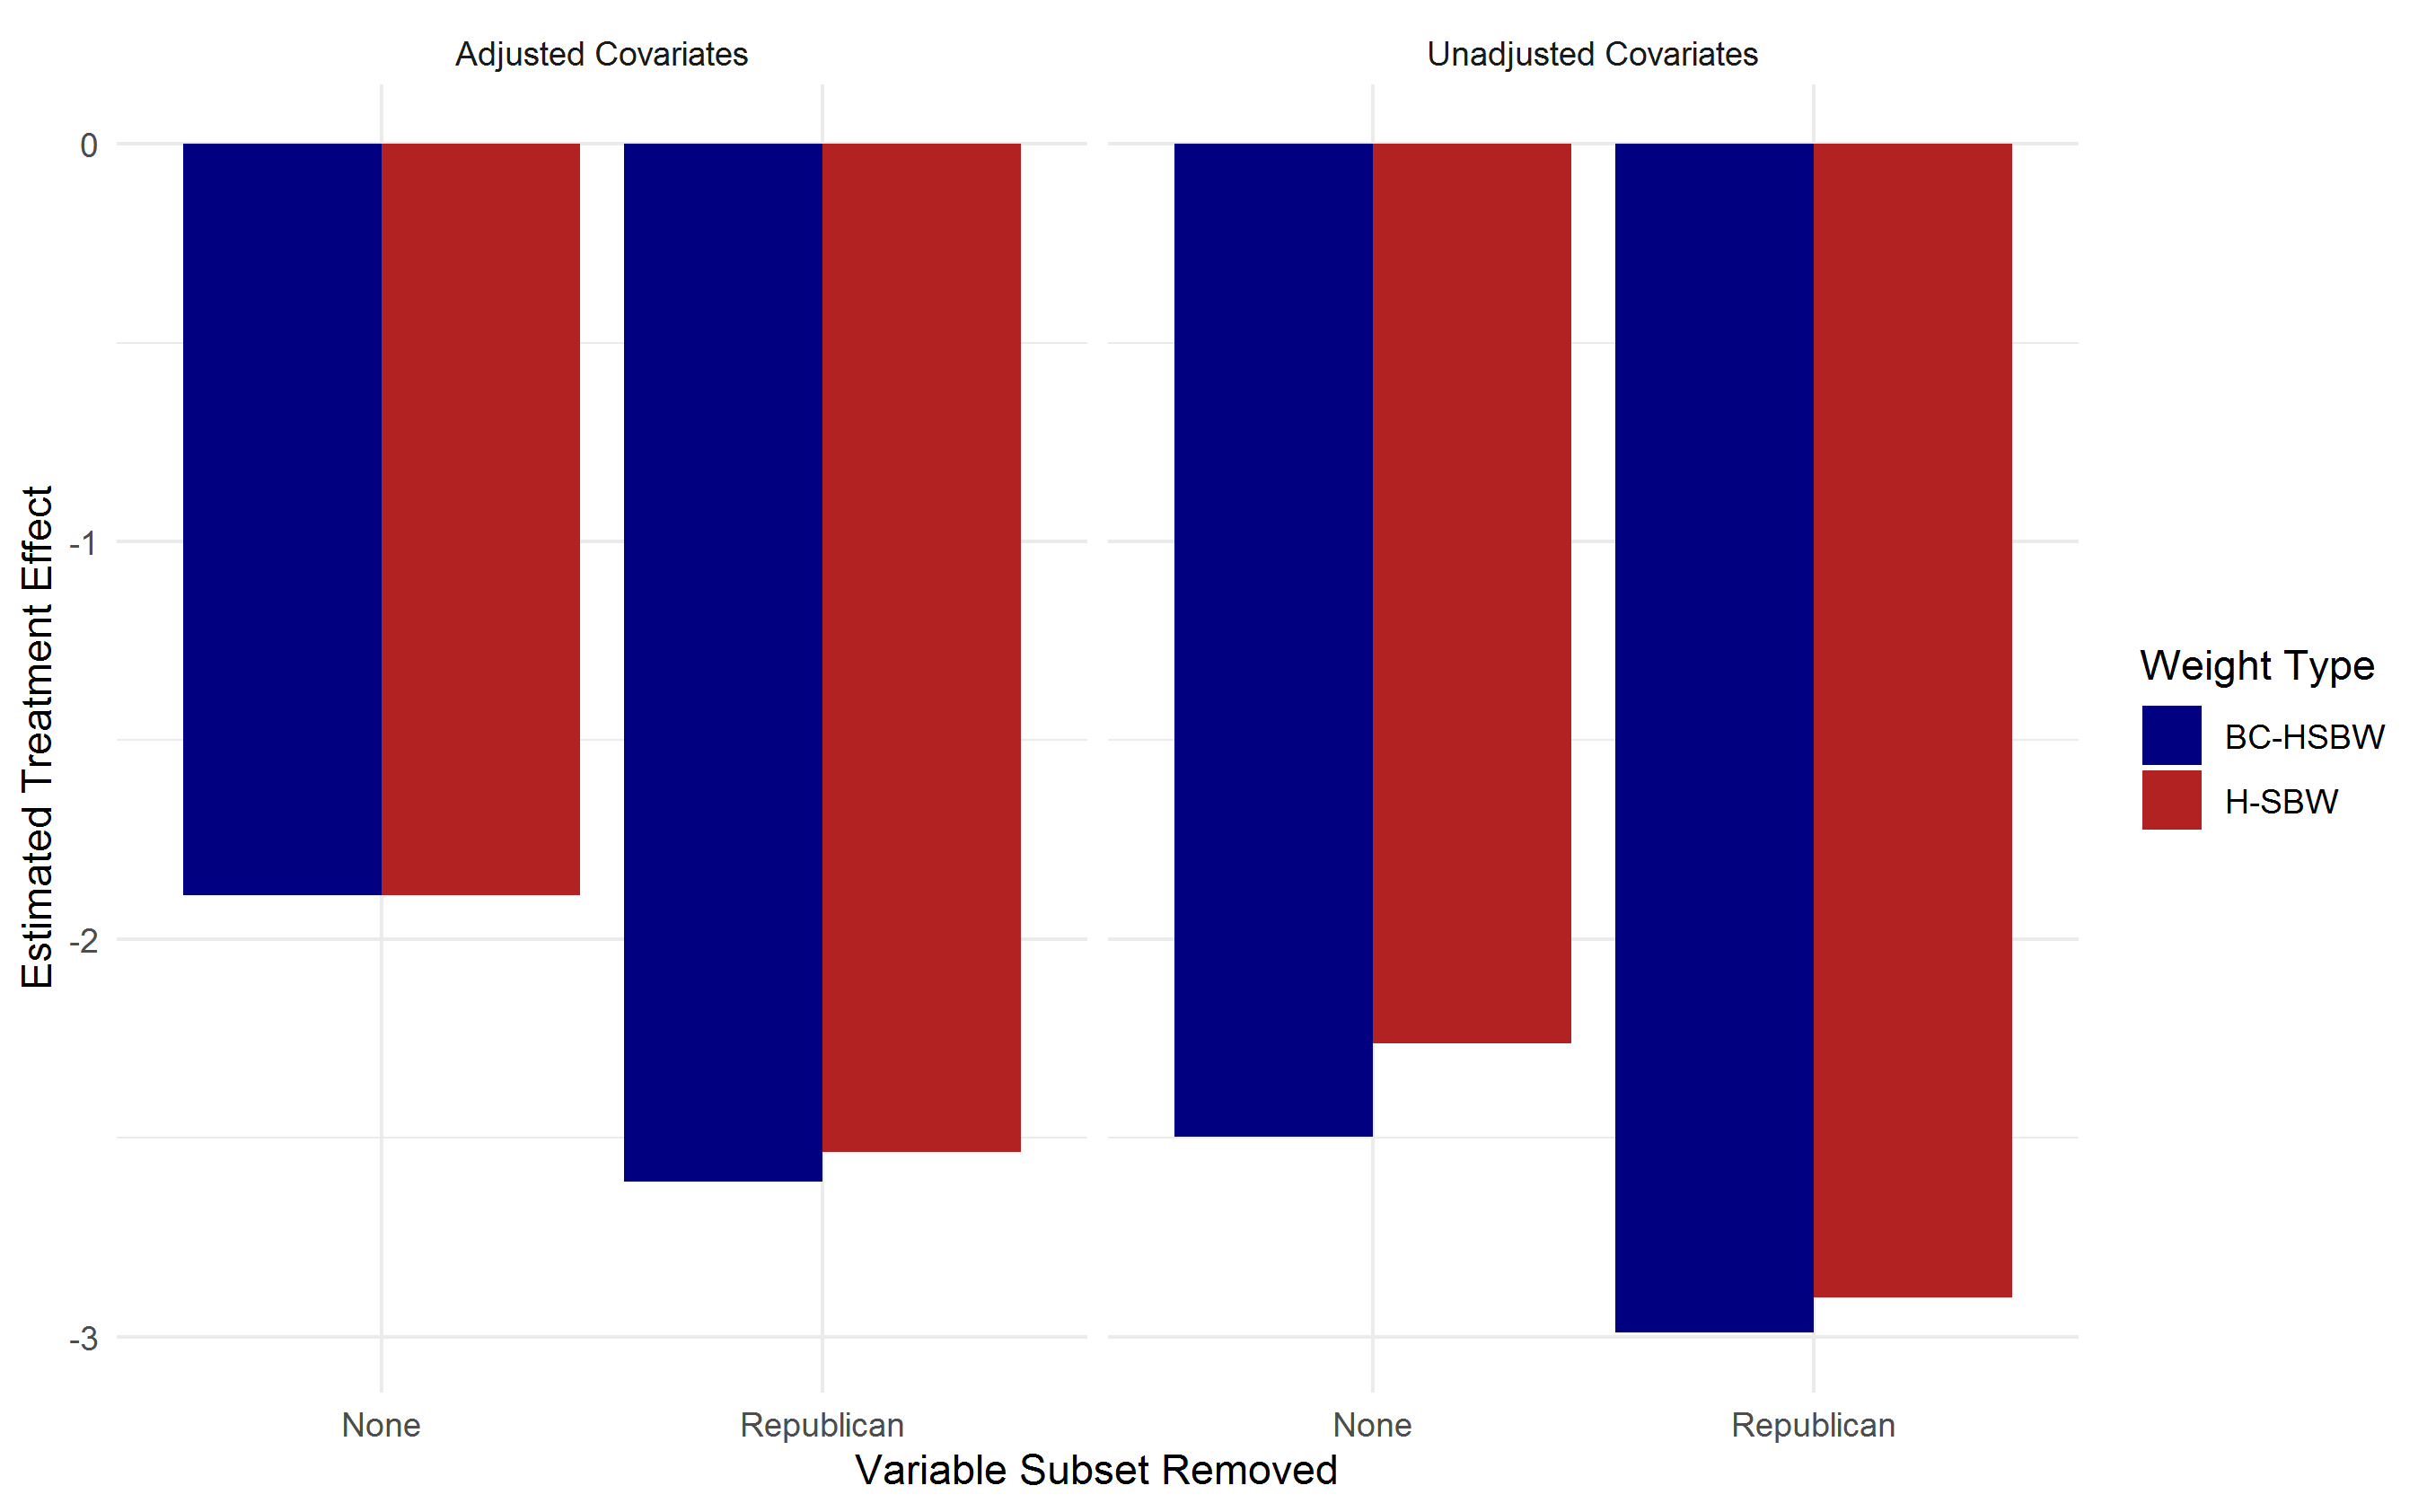 Adjusted Covariates
Unadjusted Covariates
0
-1
-2
-3
Estimated Treatment Effect
None
Republican
None
Republican
Variable Subset Removed
Weight Type
BC-HSBW
H-SBW